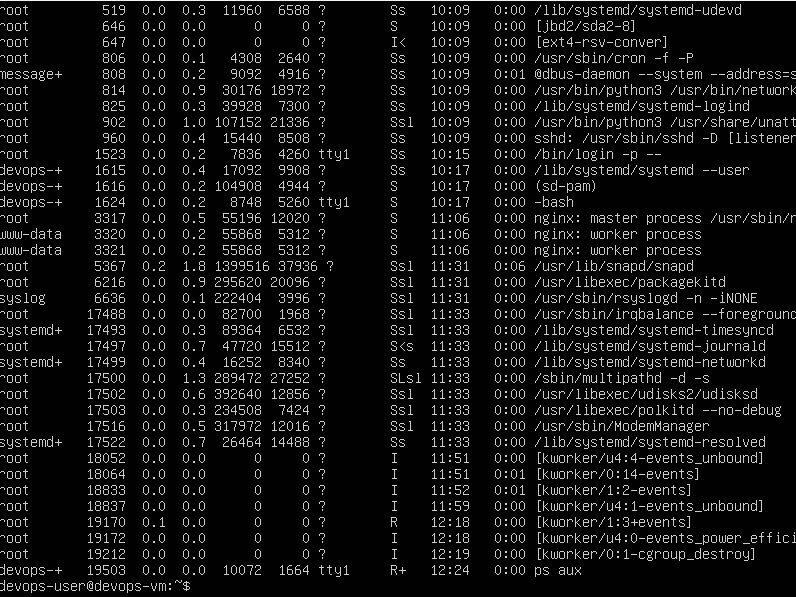 root 519 0.0 0.3 11960 6588 ? Ss 10:09 0:00 /lib/systemd/systemd-udevd
root 646 0.0 0.0 0 0 ? S 10:09 0:00 [jbd2/sda2-8]
root 647 0.0 0.0 0 0 ? I< 10:09 0:00 [ext4-rsv-conver]
root 806 0.0 0.1 4308 2640 ? Ss 10:09 0:00 /usr/sbin/cron -f -P
message+ 808 0.0 0.2 9092 4916 ? Ss 10:09 0:01 @dbus-daemon --system --address=s
root 814 0.0 0.9 30176 18972 ? Ss 10:09 0:00 /usr/bin/python3 /usr/bin/network
root 825 0.0 0.3 39928 7300 ? Ss 10:09 0:00 /lib/systemd/systemd-logind
root 902 0.0 1.0 107152 21336 ? Ssl 10:09 0:00 /usr/bin/python3 /usr/share/unatt
root 960 0.0 0.4 15440 8508 ? Ss 10:09 0:00 sshd: /usr/sbin/sshd -D [listener
root 1523 0.0 0.2 7836 4260 tty1 Ss 10:15 0:00 /bin/login -p --
devops-+ 1615 0.0 0.4 17092 9908 ? Ss 10:17 0:00 /lib/systemd/systemd --user
devops-+ 1616 0.0 0.2 104908 4944 ? S 10:17 0:00 (sd-pam)
devops-+ 1624 0.0 0.2 8748 5260 tty1 S 10:17 0:00 -bash
root 3317 0.0 0.5 55196 12020 ? S 11:06 0:00 nginx: master process /usr/sbin/n
www-data 3320 0.0 0.2 55868 5312 ? S 11:06 0:00 nginx: worker process
www-data 3321 0.0 0.2 55868 5312 ? S 11:06 0:00 nginx: worker process
root 5367 0.2 1.8 1399516 37936 ? Ssl 11:31 0:06 /usr/lib/snapd/snapd
root 6216 0.0 0.9 295620 20096 ? Ssl 11:31 0:00 /usr/libexec/packagekitd
syslog 6636 0.0 0.1 222404 3996 ? Ssl 11:31 0:00 /usr/sbin/rsyslogd -n -iNONE
root 17488 0.0 0.0 82700 1968 ? Ssl 11:33 0:00 /usr/sbin/irqbalance --foreground
systemd+ 17493 0.0 0.3 89364 6532 ? Ssl 11:33 0:00 /lib/systemd/systemd-timesyncd
root 17497 0.0 0.7 47720 15512 ? S<s 11:33 0:00 /lib/systemd/systemd-journald
systemd+ 17499 0.0 0.4 16252 8340 ? Ss 11:33 0:00 /lib/systemd/systemd-networkd
root 17500 0.0 1.3 289472 27252 ? SLsl 11:33 0:00 /sbin/multipathd -d -s
root 17502 0.0 0.6 392640 12856 ? Ssl 11:33 0:00 /usr/libexec/udisks2/udisksd
root 17503 0.0 0.3 234508 7424 ? Ssl 11:33 0:00 /usr/libexec/polkitd --no-debug
root 17516 0.0 0.5 317972 12016 ? Ssl 11:33 0:00 /usr/sbin/ModemManager
systemd+ 17522 0.0 0.7 26464 14488 ? Ss 11:33 0:00 /lib/systemd/systemd-resolved
root 18052 0.0 0.0 0 0 ? I 11:51 0:00 [kworker/u4:4-events_unbound]
root 18064 0.0 0.0 0 0 ? I 11:51 0:01 [kworker/0:14-events]
root 18833 0.0 0.0 0 0 ? I 11:52 0:01 [kworker/1:2-events]
root 18837 0.0 0.0 0 0 ? I 11:59 0:00 [kworker/u4:1-events_unbound]
root 19170 0.1 0.0 0 0 ? R 12:18 0:00 [kworker/1:3+events]
root 19172 0.0 0.0 0 0 ? I 12:18 0:00 [kworker/u4:0-events_power_effici
root 19212 0.0 0.0 0 0 ? I 12:19 0:00 [kworker/0:1-cgroup_destroy]
devops-+ 19503 0.0 0.0 10072 1664 tty1 R+ 12:24 0:00 ps aux
devops-user@devops-vm:~$